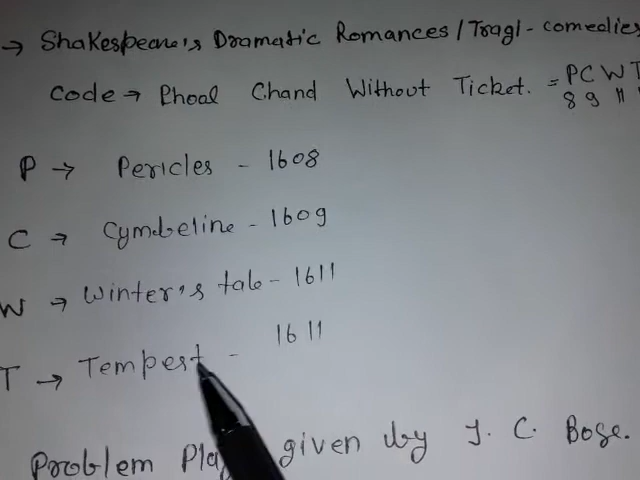 → Shakespeare's Dramatic Romances / Tragi-comedies
Code → Phoal Chand Without Ticket. = PCWT
8 9 11 "
P → Pericles - 1608
C → Cymbeline - 1609
W → Winter's tale - 1611
T → Tempest - 1611
Problem Play given by J. C. Bose.